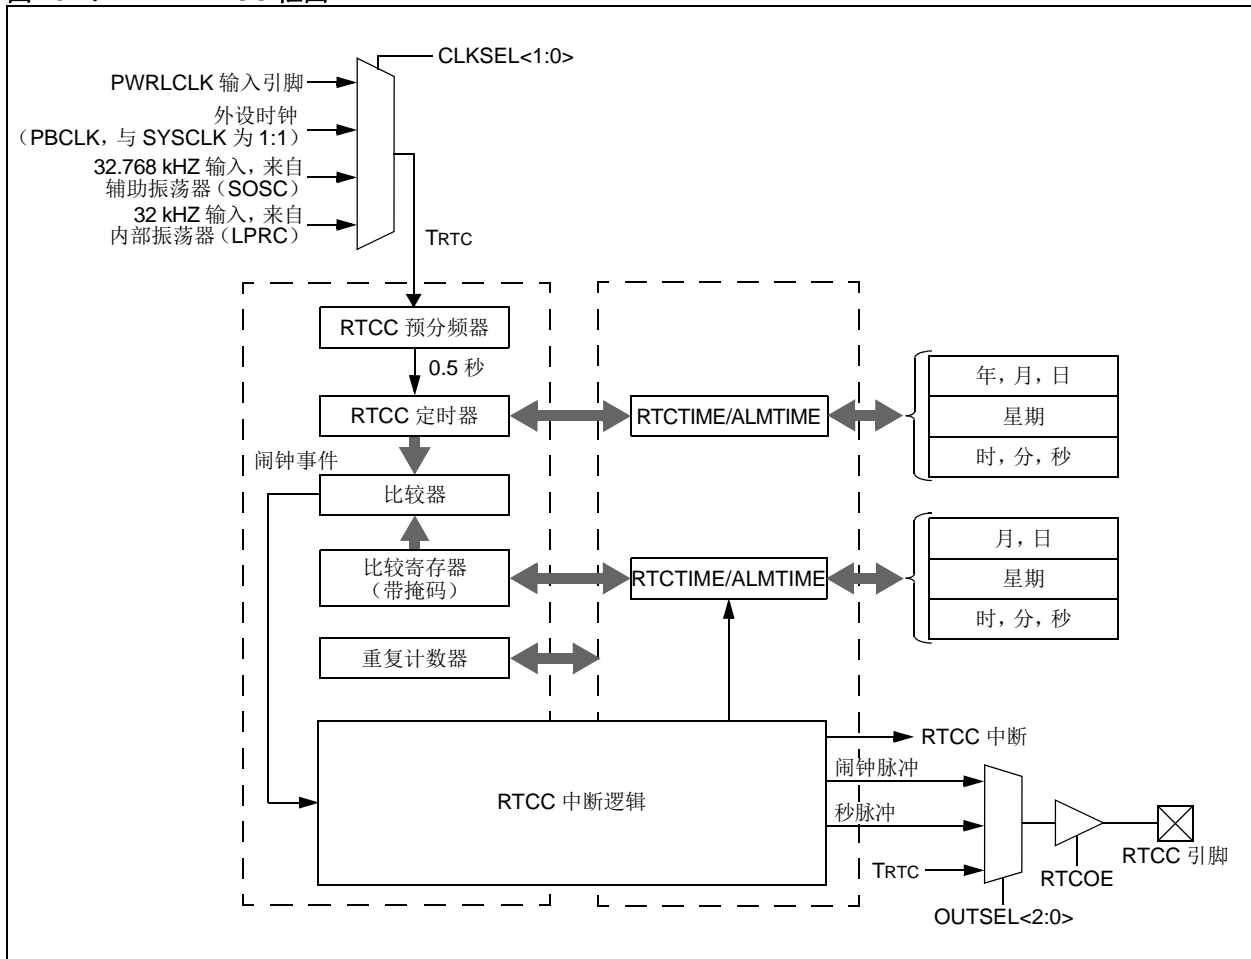 CLKSEL<1:0>
PWRLCLK 输入引脚
外设时钟
（PBCLK，与 SYSCLK 为 1:1）
32.768 kHZ 输入，来自
辅助振荡器（SOSC）
32 kHZ 输入，来自
内部振荡器（LPRC）
TRTC
RTCC 预分频器
0.5 秒
RTCC 定时器
RTCTIME/ALMTIME
年，月，日
星期
时，分，秒
闹钟事件
比较器
比较寄存器
（带掩码）
RTCTIME/ALMTIME
月，日
星期
时，分，秒
重复计数器
RTCC 中断逻辑
RTCC 中断
闹钟脉冲
秒脉冲
TRTC
OUTSEL<2:0>
RTCOE
RTCC 引脚